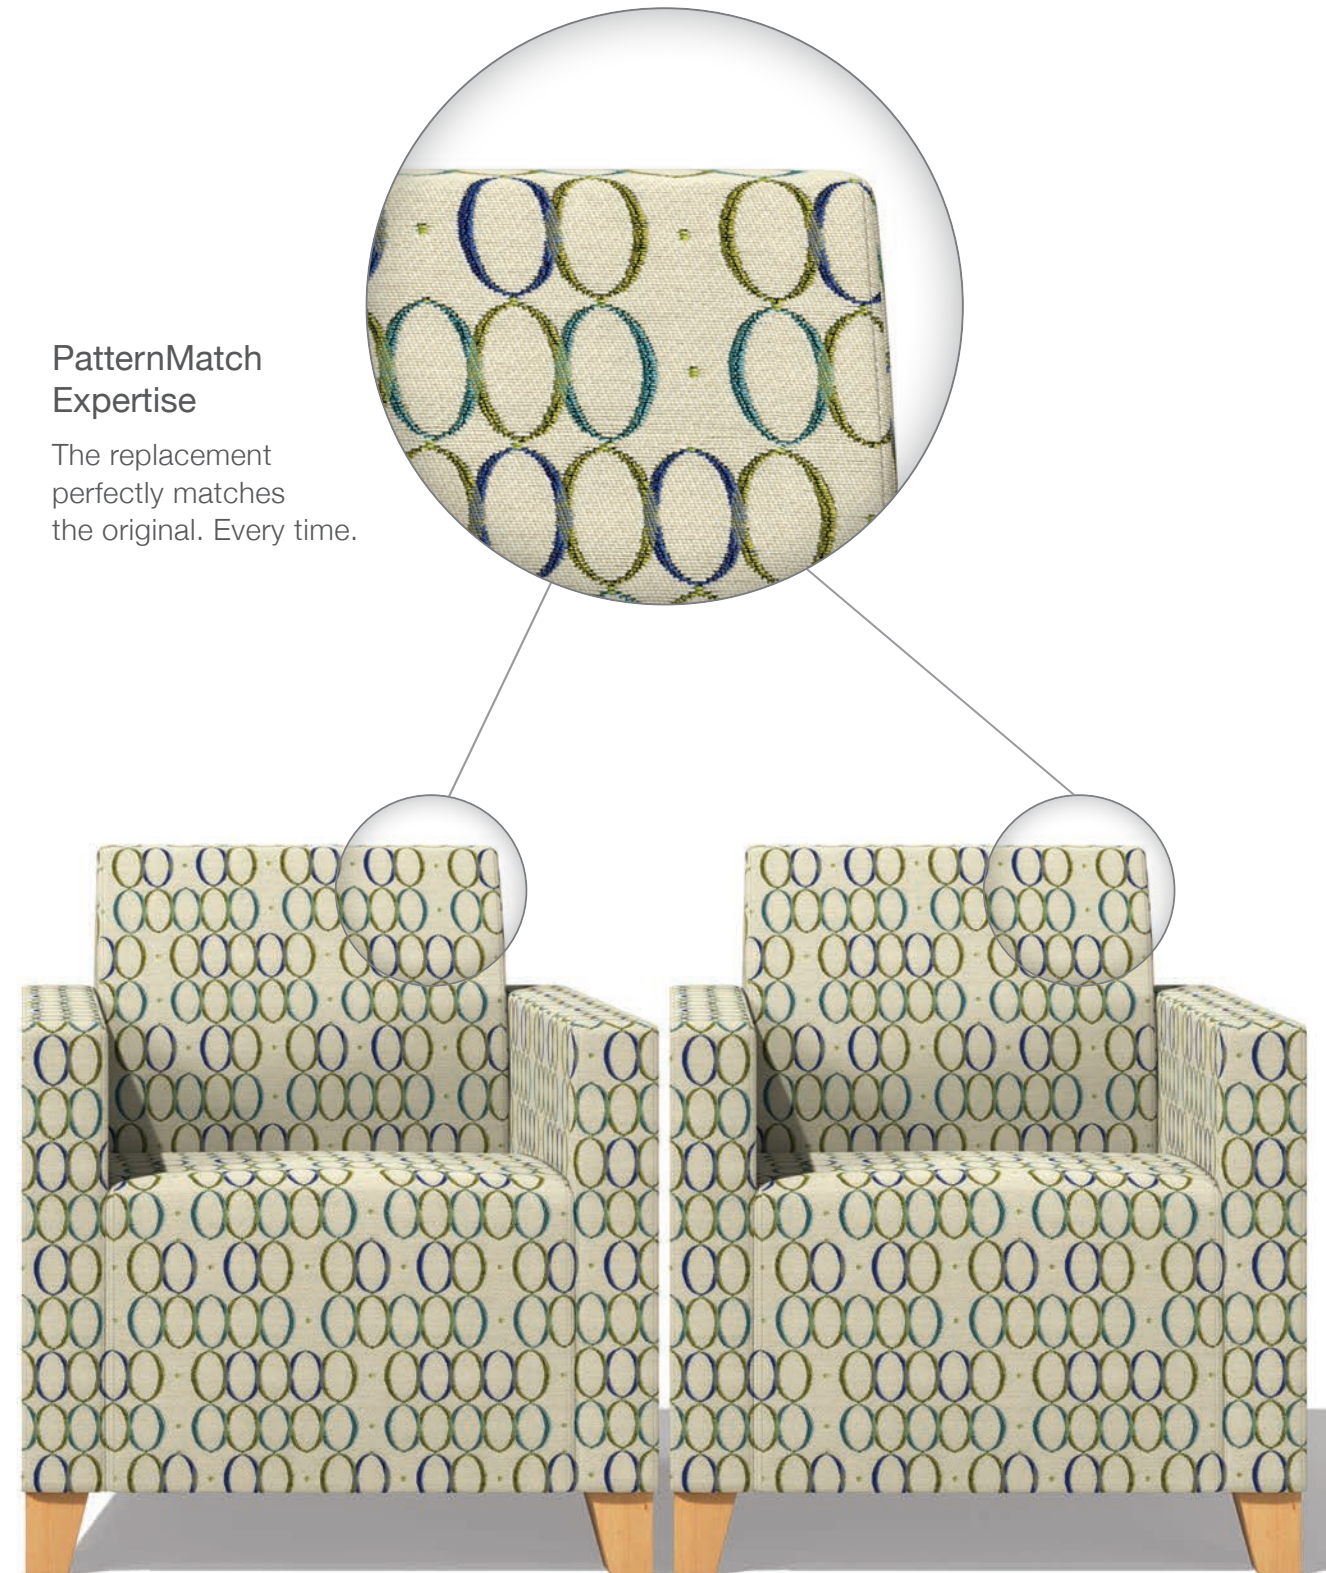 PatternMatch
Expertise
The replacement
perfectly matches
the original. Every time.